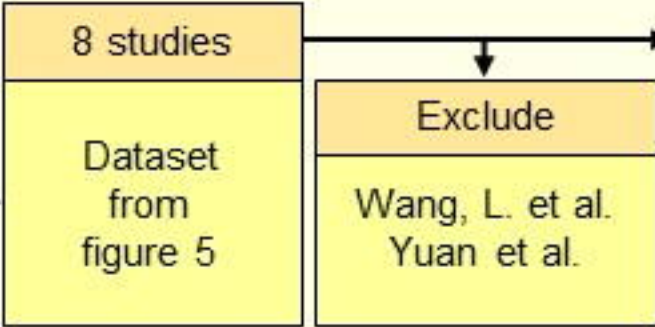 8 studies
Dataset
from
figure 5
Exclude
Wang, L. et al.
Yuan et al.